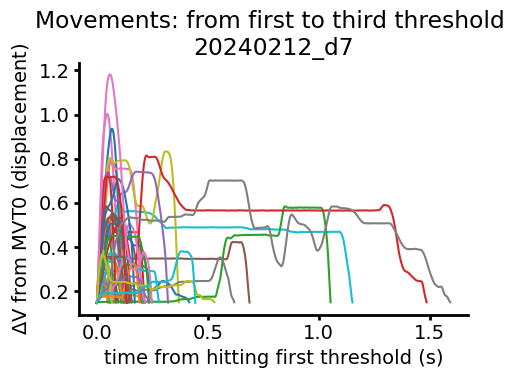 Movements: from first to third threshold
20240212_d7
ΔV from MVT0 (displacement)
1.2
1.0
0.8
0.6
0.4
0.2
0.0
0.5
1.0
1.5
time from hitting first threshold (s)